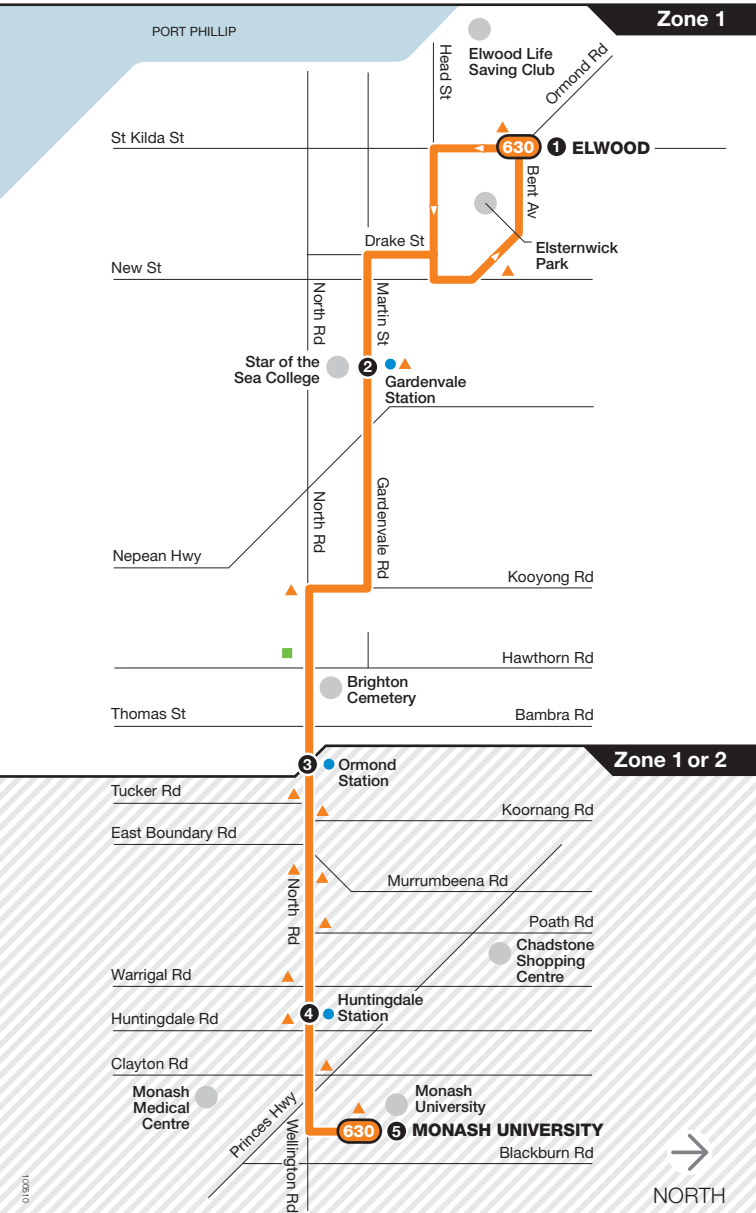 Zone 1
PORT PHILLIP
Elwood Life
Saving Club
Head St
Ormond Rd
St Kilda St
630
1 ELWOOD
Bent Av
Drake St
Elsternwick
Park
New St
North Rd
Martin St
Star of the
Sea College
2
Gardenvale
Station
North Rd
Gardenvale Rd
Nepean Hwy
Kooyong Rd
Hawthorn Rd
Brighton
Cemetery
Thomas St
Bambra Rd
Zone 1 or 2
3
Ormond
Station
Tucker Rd
Koornang Rd
East Boundary Rd
North Rd
Murrumbeena Rd
Poath Rd
Chadstone
Shopping
Centre
Warrigal Rd
4
Huntingdale
Station
Huntingdale Rd
Clayton Rd
Monash
Medical
Centre
Monash
University
Princes Hwy
630
5 MONASH UNIVERSITY
Wellington Rd
Blackburn Rd
100510
NORTH